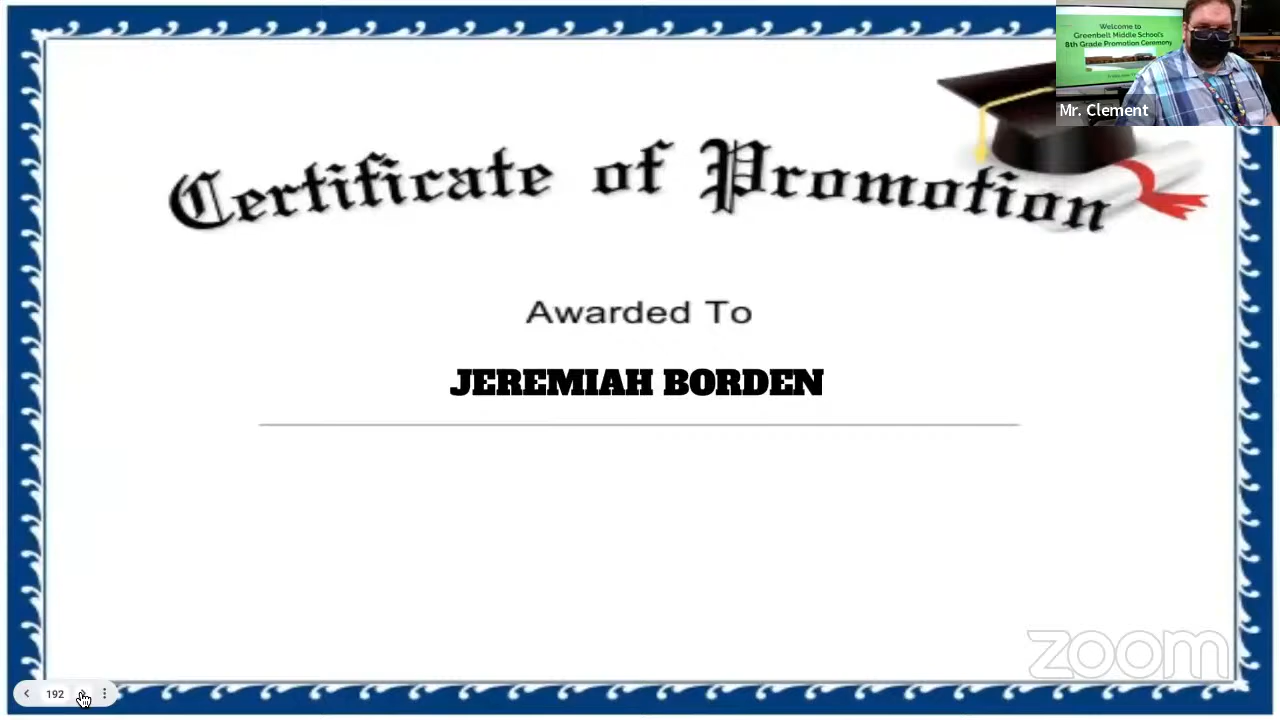 Welcome to
Greenbelt Middle School's
8th Grade Promotion Ceremony
Mr. Clement
Certificate of Promotion
Awarded To
JEREMIAH BORDEN
zoom
192